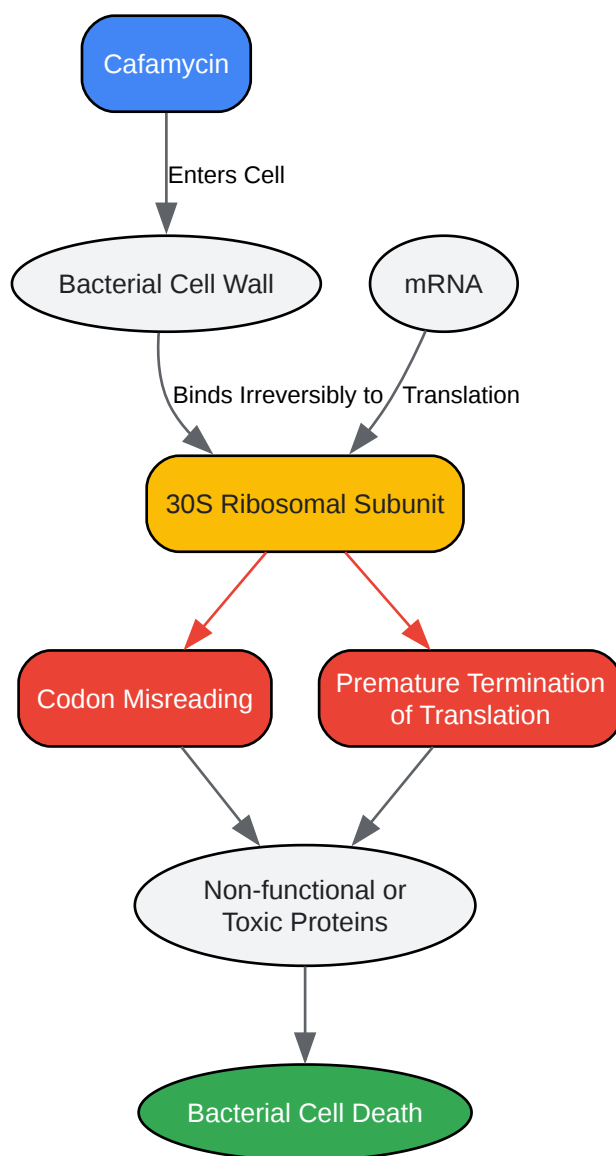 Cafamycin
Enters Cell
Bacterial Cell Wall
mRNA
Binds Irreversibly to
Translation
30S Ribosomal Subunit
Codon Misreading
Premature Termination
of Translation
Non-functional or
Toxic Proteins
Bacterial Cell Death